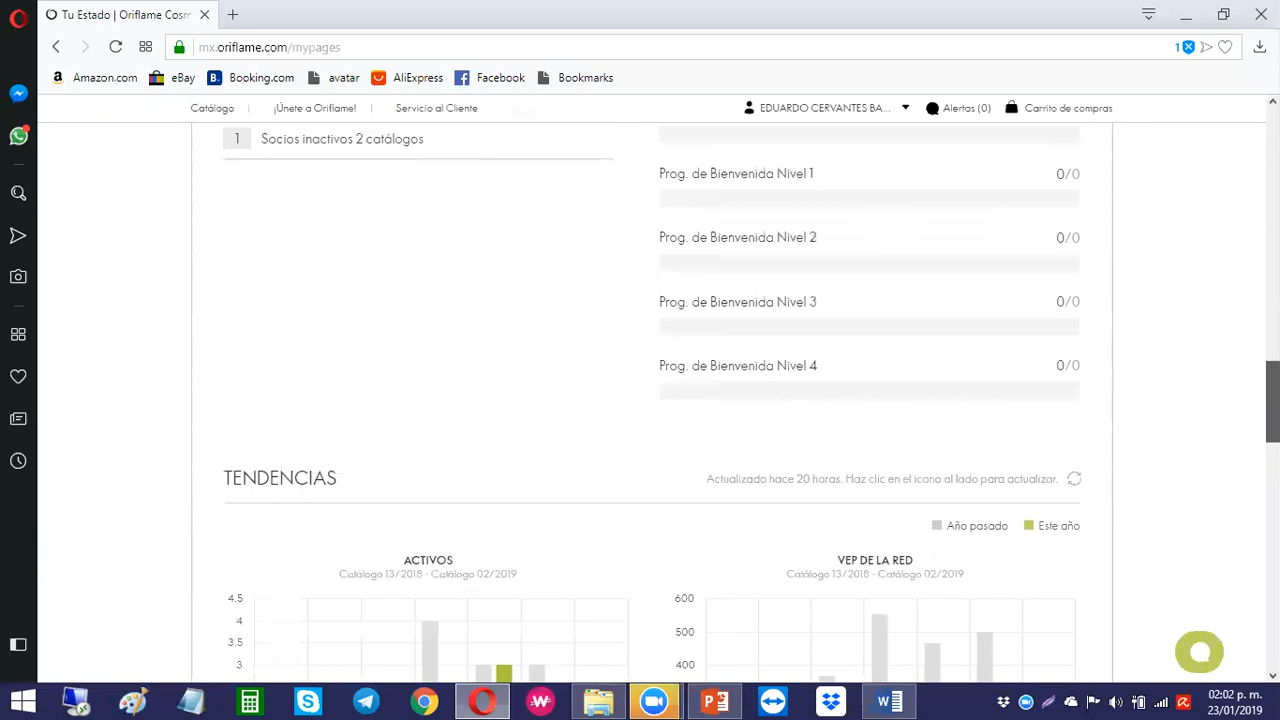 Tu Estado | Oriflame Cosm
mx.oriflame.com/mypages
1
Amazon.com eBay Booking.com avatar AliExpress Facebook Bookmarks
Catálogo ¡Únete a Oriflame! Servicio al Cliente EDUARDO CERVANTES BA... Alertas (0) Carrito de compras
1 Socios inactivos 2 catálogos
Prog. de Bienvenida Nivel 1 0/0
Prog. de Bienvenida Nivel 2 0/0
Prog. de Bienvenida Nivel 3 0/0
Prog. de Bienvenida Nivel 4 0/0
TENDENCIAS Actualizado hace 20 horas. Haz clic en el icono al lado para actualizar.
Año pasado Este año
ACTIVOS
Catálogo 13/2018 - Catálogo 02/2019
4.5
4
3.5
3
VEP DE LA RED
Catálogo 13/2018 - Catálogo 02/2019
600
500
400
02:02 p. m.
23/01/2019